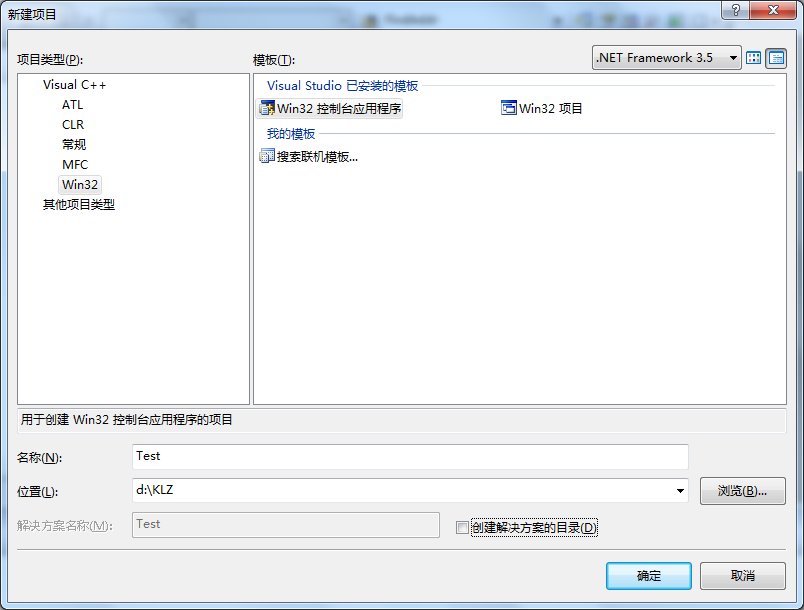 新建项目
项目类型(P):
模板(T):
.NET Framework 3.5
Visual C++
ATL
CLR
常规
MFC
Win32
其他项目类型
Visual Studio 已安装的模板
Win32 控制台应用程序
Win32 项目
我的模板
搜索联机模板...
用于创建 Win32 控制台应用程序的项目
名称(N):
Test
位置(L):
d:\KLZ
浏览(B)...
解决方案名称(M):
Test
创建解决方案的目录(D)
确定
取消